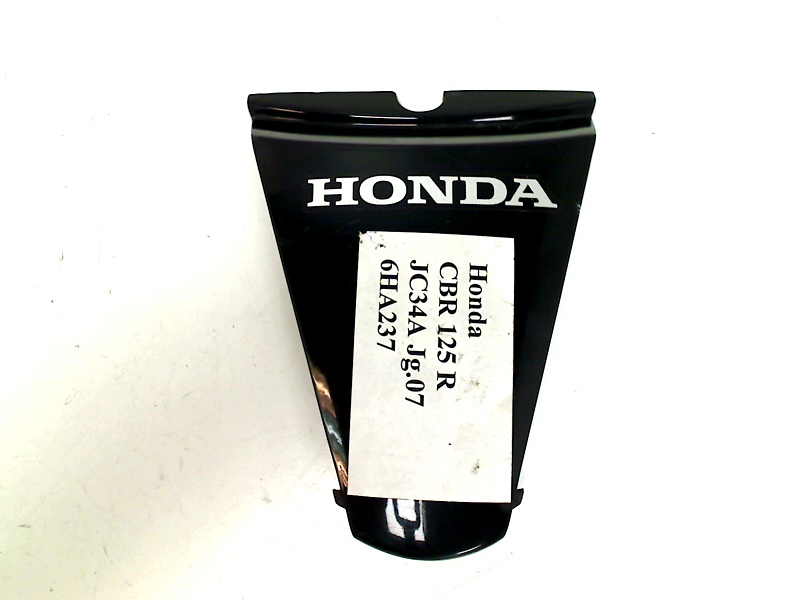 HONDA
Honda
CBR 125 R
JC34A Jg.07
6HA237